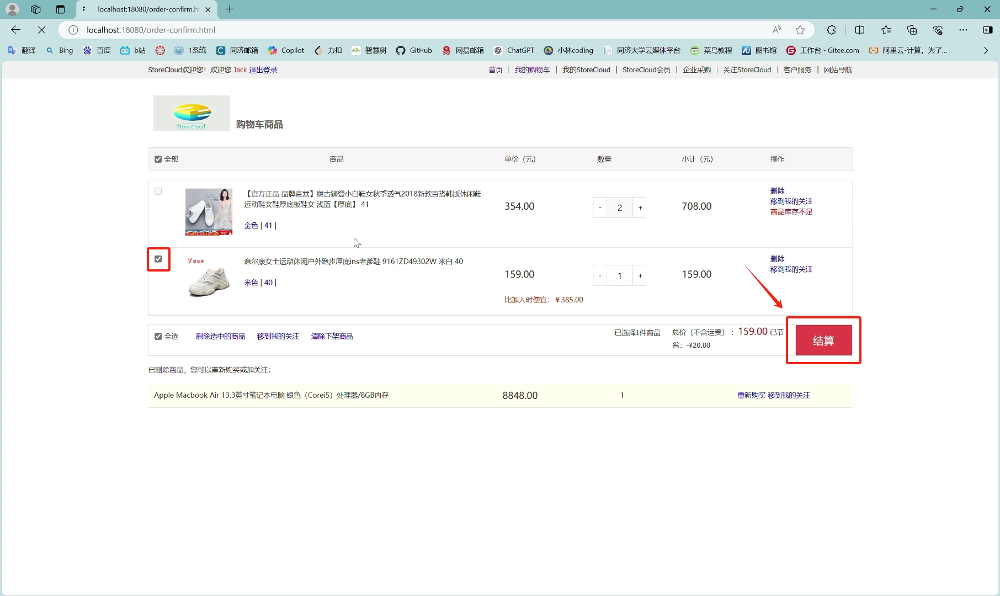 localhost:18080/order-confirm.h
localhost:18080/order-confirm.html
翻译 Bing 百度 b站 1系统 同济邮箱 Copilot 力扣 智慧树 GitHub 网易邮箱 ChatGPT 小林coding 同济大学云媒体平台 菜鸟教程 图书馆 工作台 - Gitee.com 阿里云-计算，为了...
StoreCloud欢迎您！欢迎您 Jack 退出登录 首页 我的购物车 我的StoreCloud StoreCloud会员 企业采购 关注StoreCloud 客户服务 网站导航
Store Cloud
购物车商品
全部 商品 单价（元） 数量 小计（元） 操作
【官方正品 品牌直营】奥古狮登小白鞋女秋季透气2018新款百搭韩版休闲鞋
运动鞋女鞋厚底板鞋女 浅蓝【厚底】 41
金色 | 41 |
354.00
- 2 +
708.00
删除
移到我的关注
商品库存不足
意尔康
意尔康女士运动休闲户外跑步厚底ins老爹鞋 9161ZD49302W 米白 40
米色 | 40 |
159.00
比加入时便宜：￥385.00
- 1 +
159.00
删除
移到我的关注
全选 删除选中的商品 移到我的关注 清除下架商品
已选择1件商品
总价（不含运费）：159.00 已节
省：-¥20.00
结算
已删除商品，您可以重新购买或加关注：
Apple Macbook Air 13.3英寸笔记本电脑 银色（Corei5）处理器/8GB内存 8848.00 1 重新购买 移到我的关注